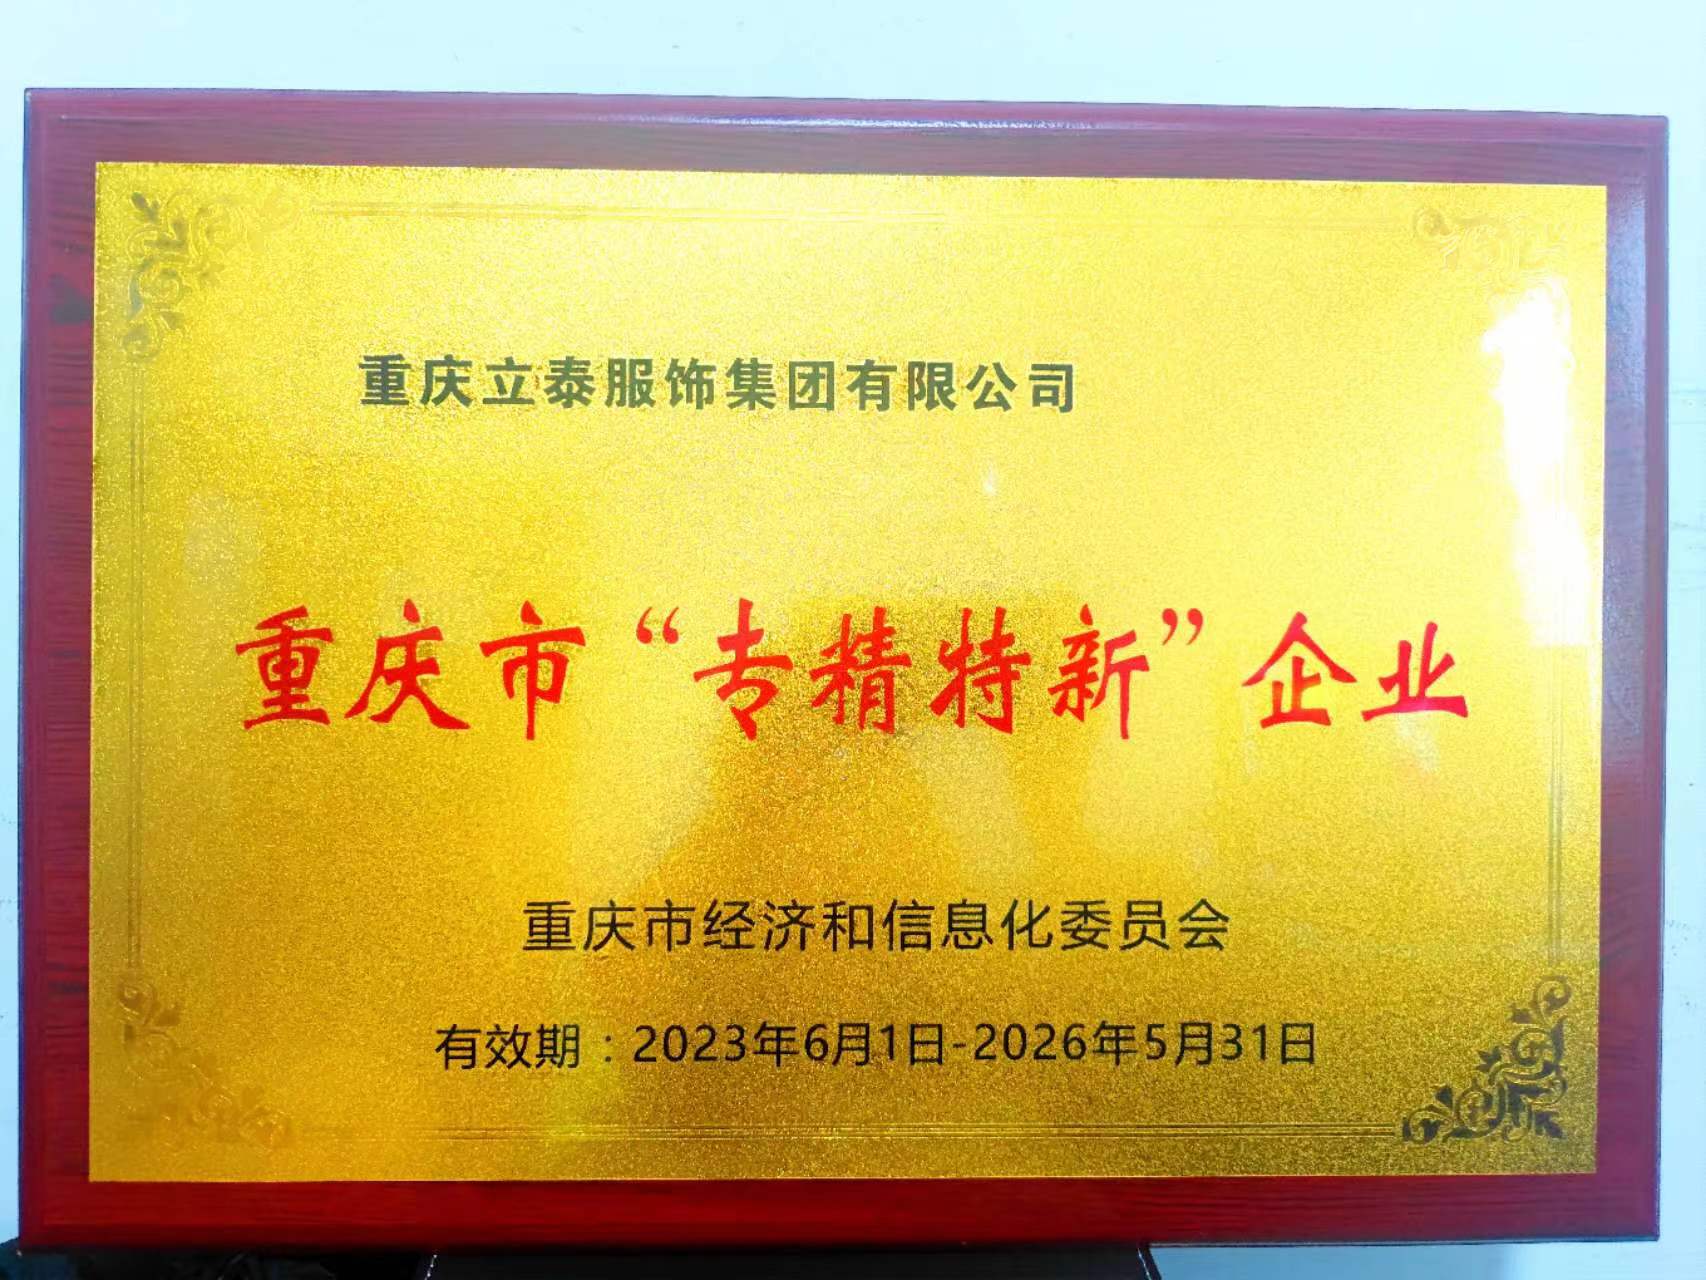 重庆立泰服饰集团有限公司
重庆市“专精特新”企业
重庆市经济和信息化委员会
有效期：2023年6月1日-2026年5月31日